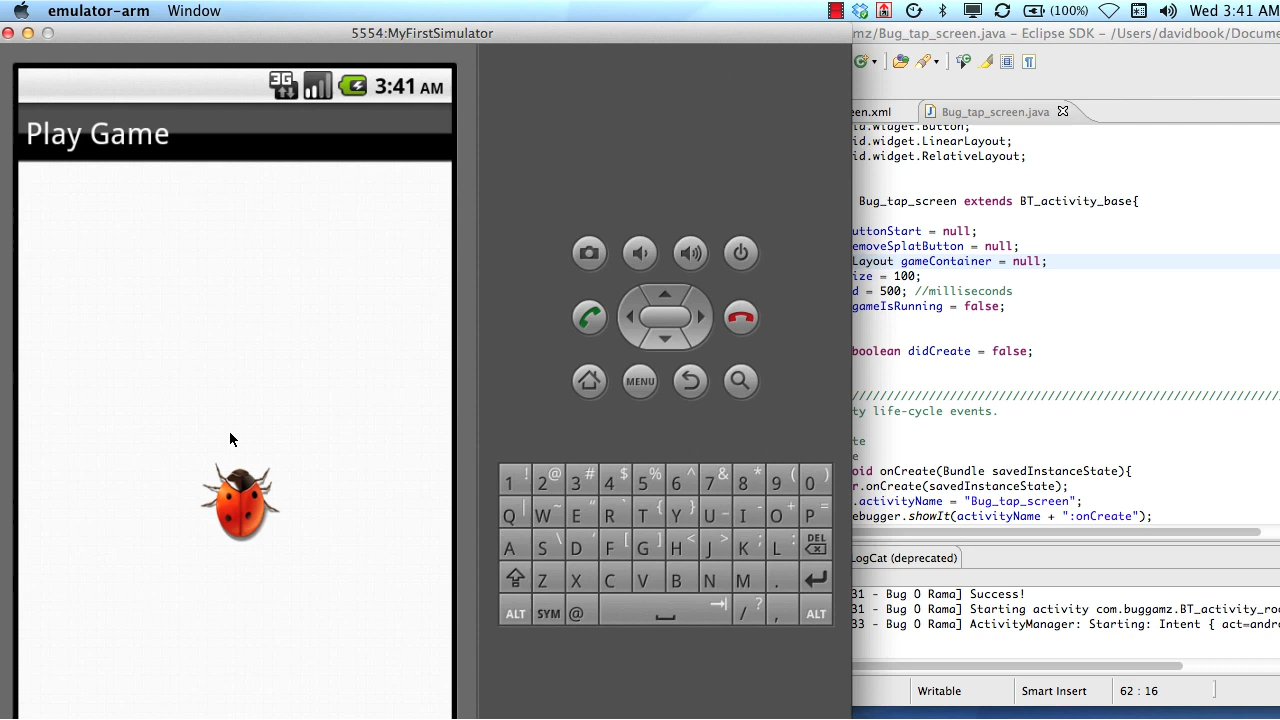 emulator-arm Window (100%) Wed 3:41 AM
5554:MyFirstSimulator
mz/Bug_tap_screen.java – Eclipse SDK – /Users/davidbook/Docume
3G 3:41 AM
Play Game
een.xml Bug_tap_screen.java
id.widget.Button;
id.widget.LinearLayout;
id.widget.RelativeLayout;
Bug_tap_screen extends BT_activity_base{
uttonStart = null;
emoveSplatButton = null;
Layout gameContainer = null;
ize = 100;
d = 500; //milliseconds
gameIsRunning = false;
boolean didCreate = false;
////////////////////////////////////////////////////////
ty life-cycle events.
te
e
oid onCreate(Bundle savedInstanceState){
r.onCreate(savedInstanceState);
.activityName = "Bug_tap_screen";
ebugger.showIt(activityName + ":onCreate");
MENU
1 ! 2 @ 3 # 4 $ 5 % 6 ^ 7 & 8 * 9 ( 0 )
Q | W ~ E " R ` T { Y } U _ I - O + P =
A S \ D ' F [ G ] H < J > K ; L : DEL
Z X C V B N M .
ALT SYM @ / ? , ALT
LogCat (deprecated)
31 - Bug O Rama] Success!
31 - Bug O Rama] Starting activity com.buggamz.BT_activity_ro
33 - Bug O Rama] ActivityManager: Starting: Intent { act=andr
Writable Smart Insert 62 : 16